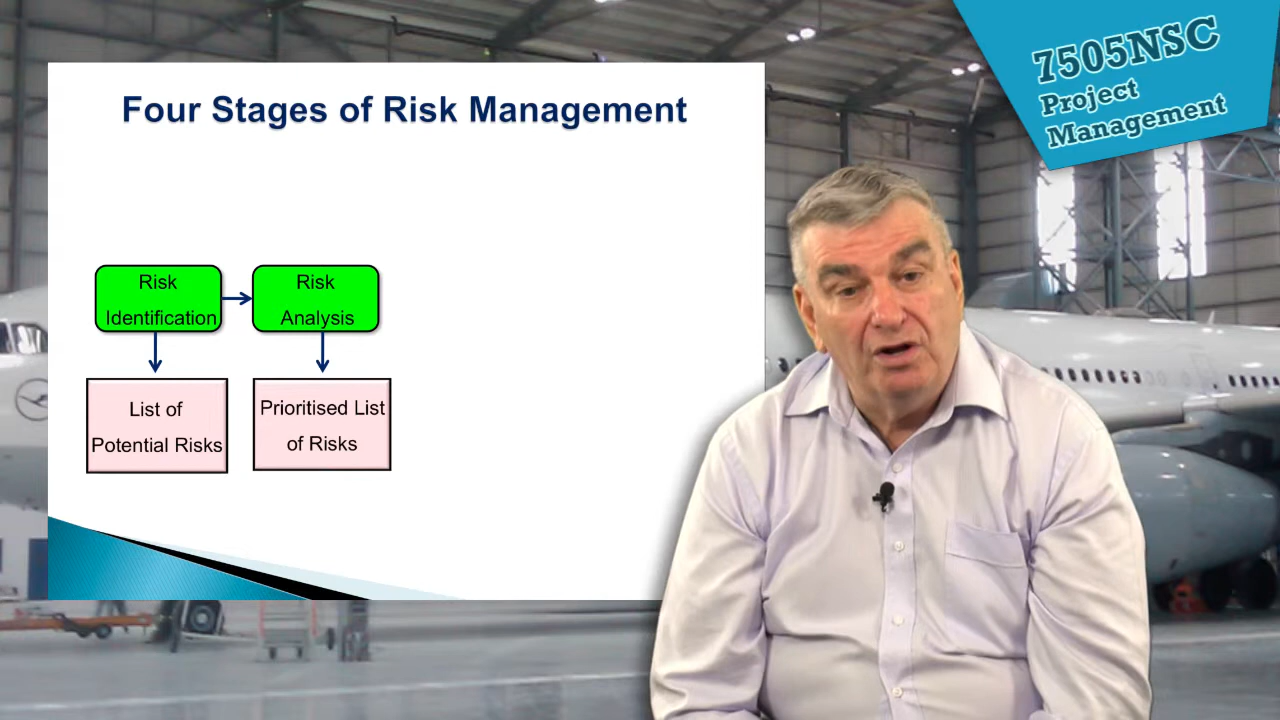 Four Stages of Risk Management
Risk
Identification
Risk
Analysis
List of
Potential Risks
Prioritised List
of Risks
7505NSC
Project
Management